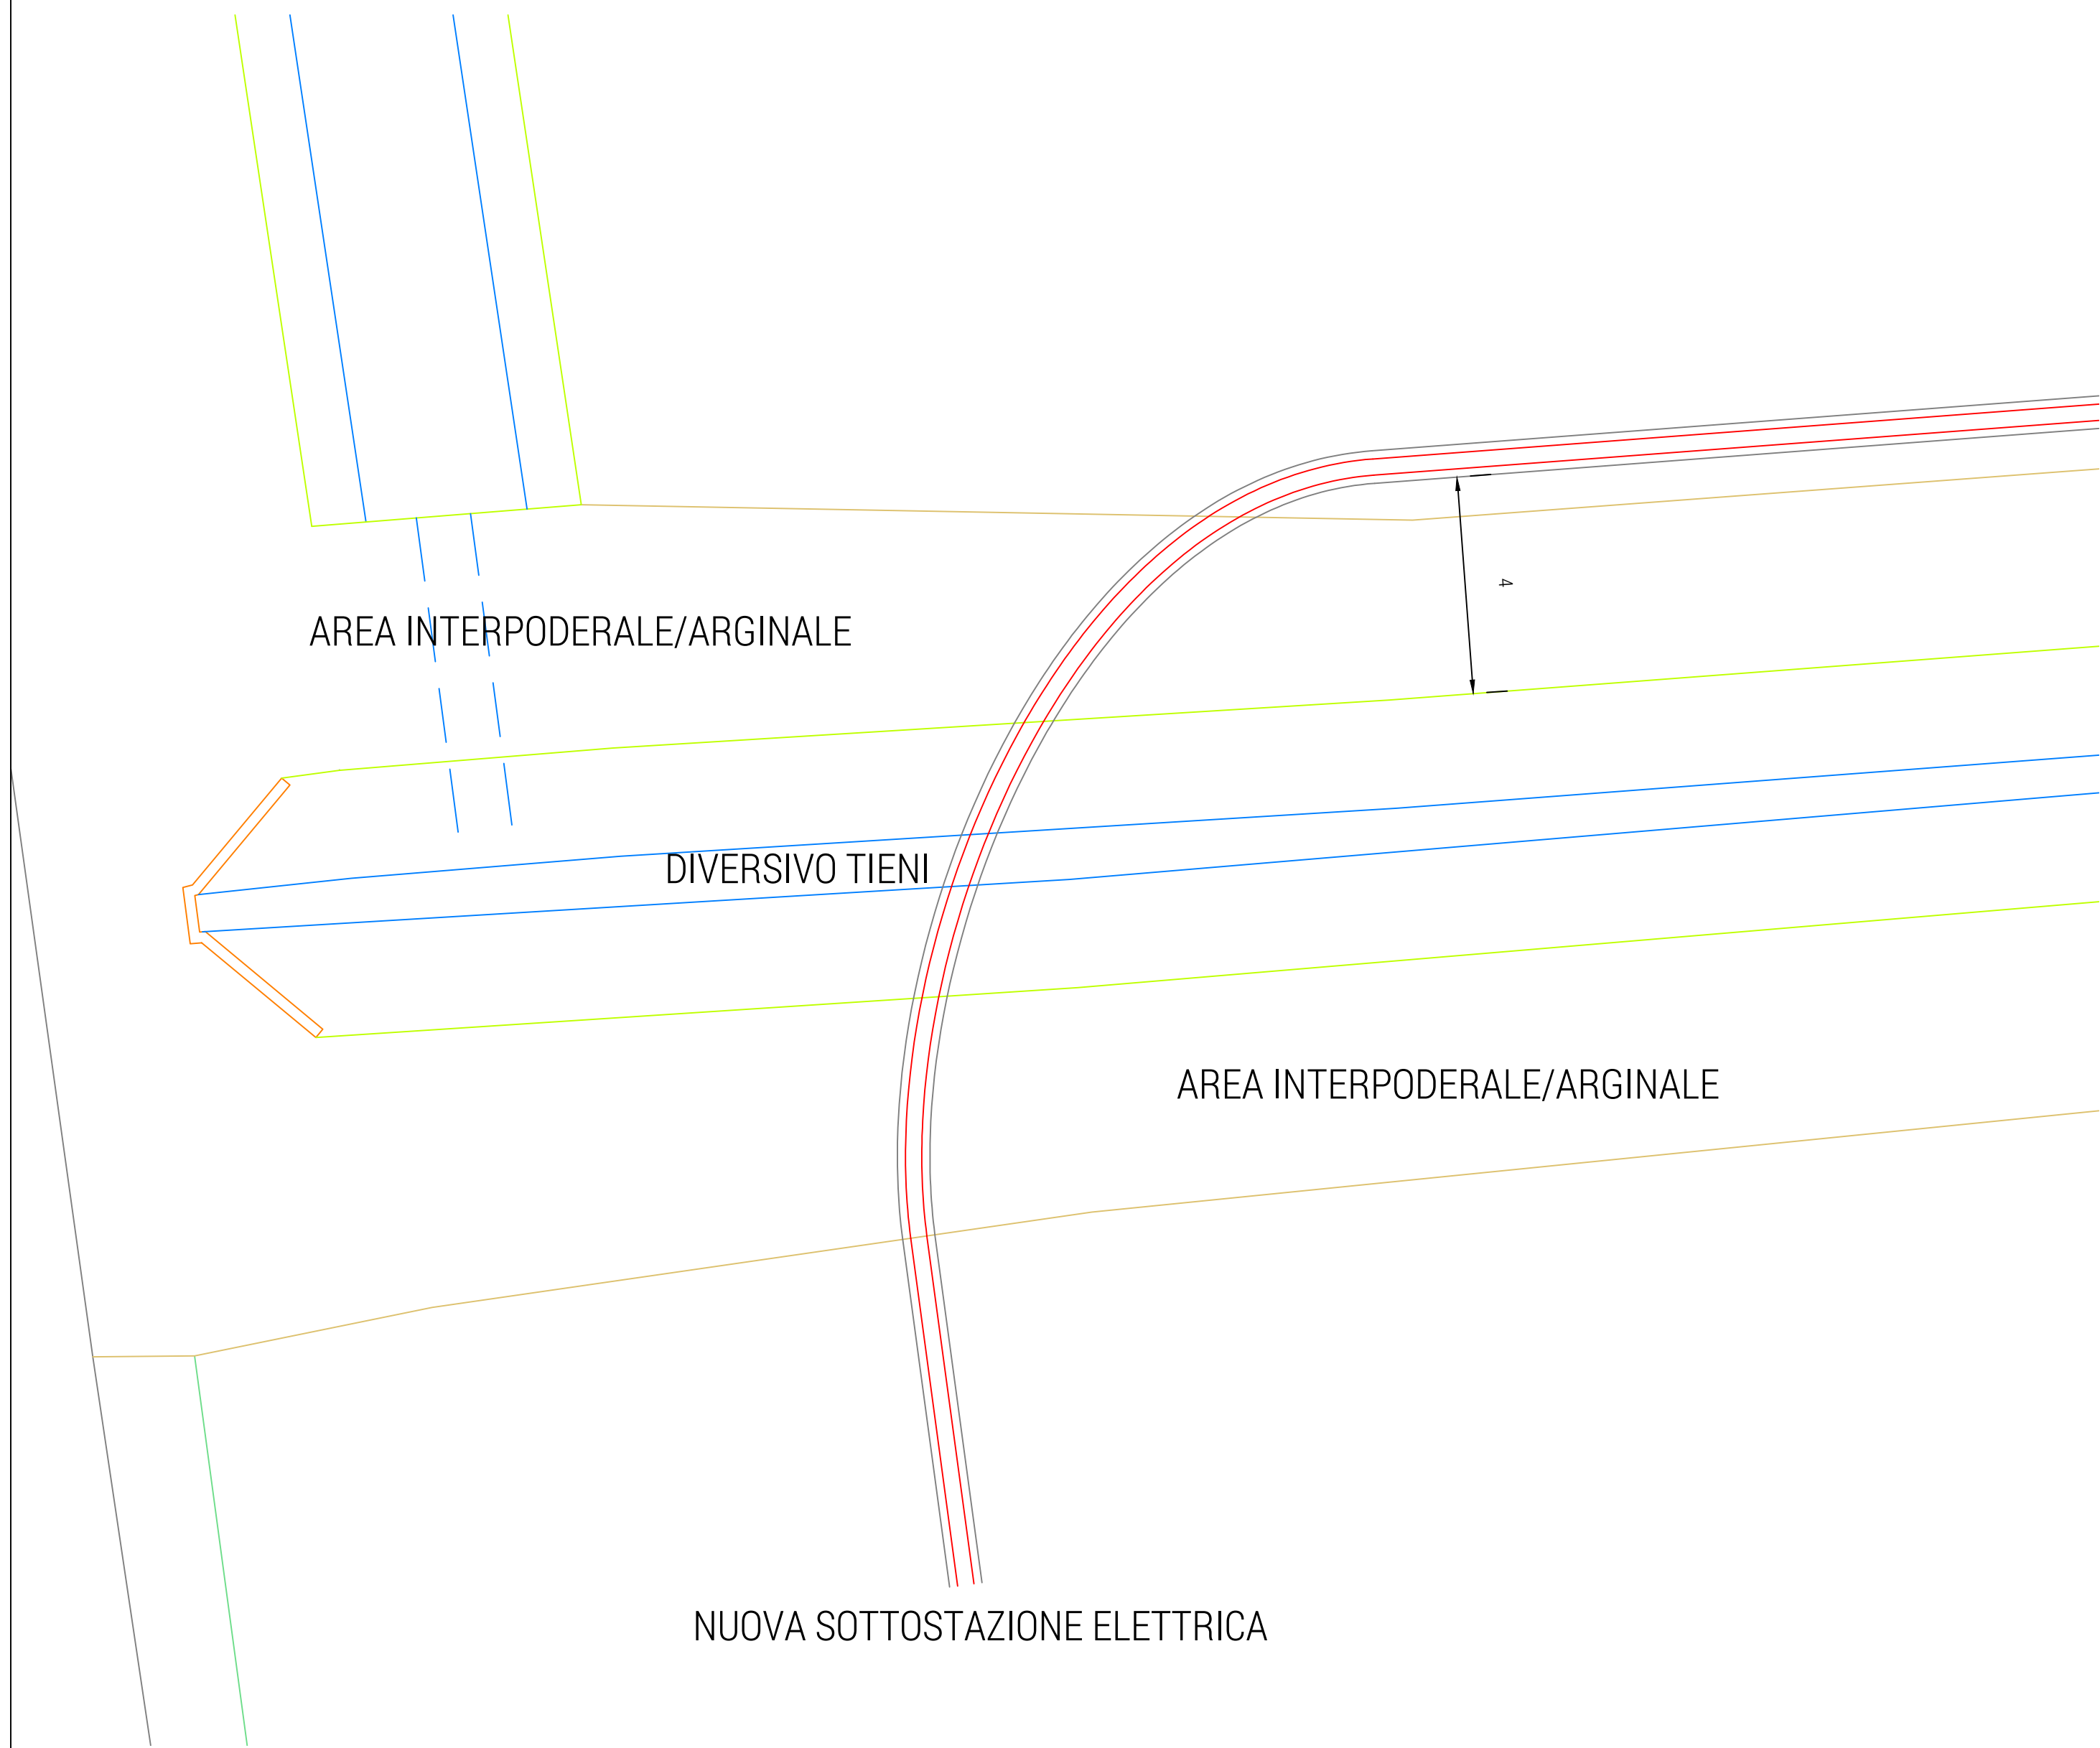 4
AREA INTERPODERALE/ARGINALE
DIVERSIVO TIENI
AREA INTERPODERALE/ARGINALE
NUOVA SOTTOSTAZIONE ELETTRICA